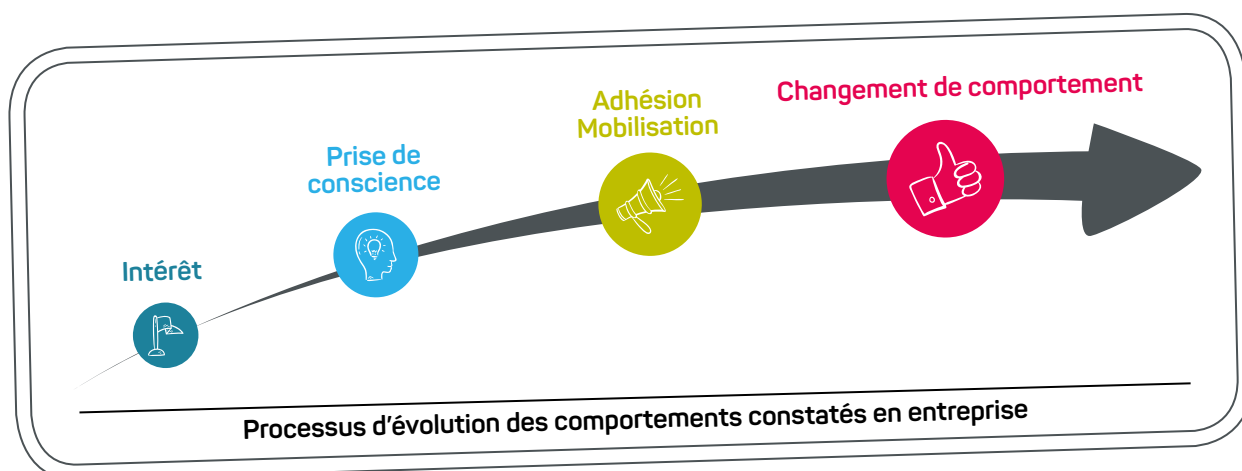 Intérêt
Prise de
conscience
Adhésion
Mobilisation
Changement de comportement
Processus d'évolution des comportements constatés en entreprise